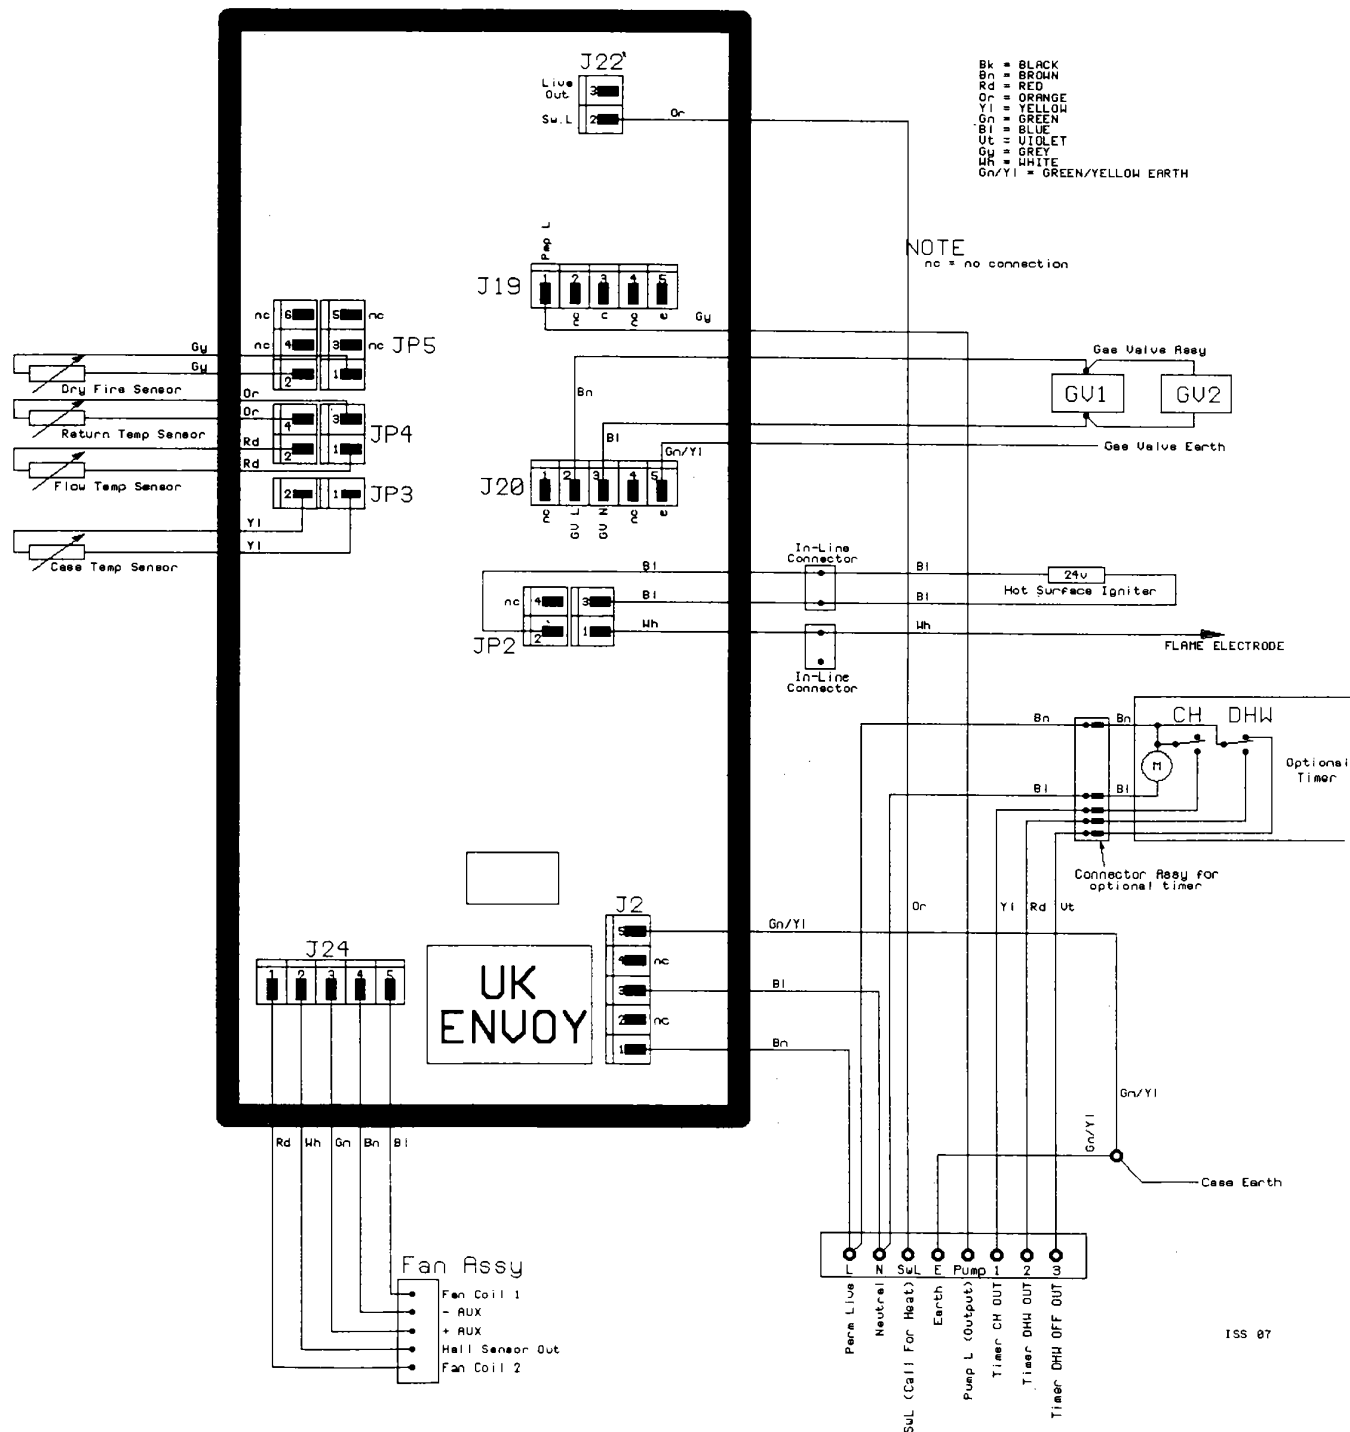 J22
Live
Out
3
Sw.L
2
Or
Bk = BLACK
Bn = BROWN
Rd = RED
Or = ORANGE
Yl = YELLOW
Gn = GREEN
Bl = BLUE
Vt = VIOLET
Gy = GREY
Wh = WHITE
Gn/Yl = GREEN/YELLOW EARTH
NOTE
nc = no connection
Pmp L
J19
1 2 3 4 5
nc n nc e
Gy
nc 6 5 nc
nc 4 3 nc JP5
2 1
Gy
Gy
Dry Fire Sensor
Or
Or
4 3
JP4
Return Temp Sensor
Rd
2 1
Rd
Flow Temp Sensor
2 1 JP3
Yl
Yl
Case Temp Sensor
Gas Valve Assy
GV1 GV2
Bn
Bl
Gn/Yl
Gas Valve Earth
J20
1 2 3 4 5
nc GV L GV N nc e
In-Line
Connector
Bl Bl
24v
Hot Surface Igniter
nc 4 3
Bl Bl
2 1
JP2
Wh Wh
FLAME ELECTRODE
In-Line
Connector
Bn Bn
CH DHW
M
Optional
Timer
Bl Bl
Connector Assy for
optional timer
Or Yl Rd Vt
J2
5
Gn/Yl
4 nc
3
Bl
2 nc
1
Bn
J24
1 2 3 4 5
UK
ENVOY
Gn/Yl
Gn/Yl
Case Earth
Rd Wh Gn Bn Bl
Fan Assy
Fan Coil 1
- AUX
+ AUX
Hall Sensor Out
Fan Coil 2
L N SwL E Pump 1 2 3
Perm Live
Neutral
SwL (Call For Heat)
Earth
Pump L (Output)
Timer CH OUT
Timer DHW OUT
Timer DHW OFF OUT
ISS 07